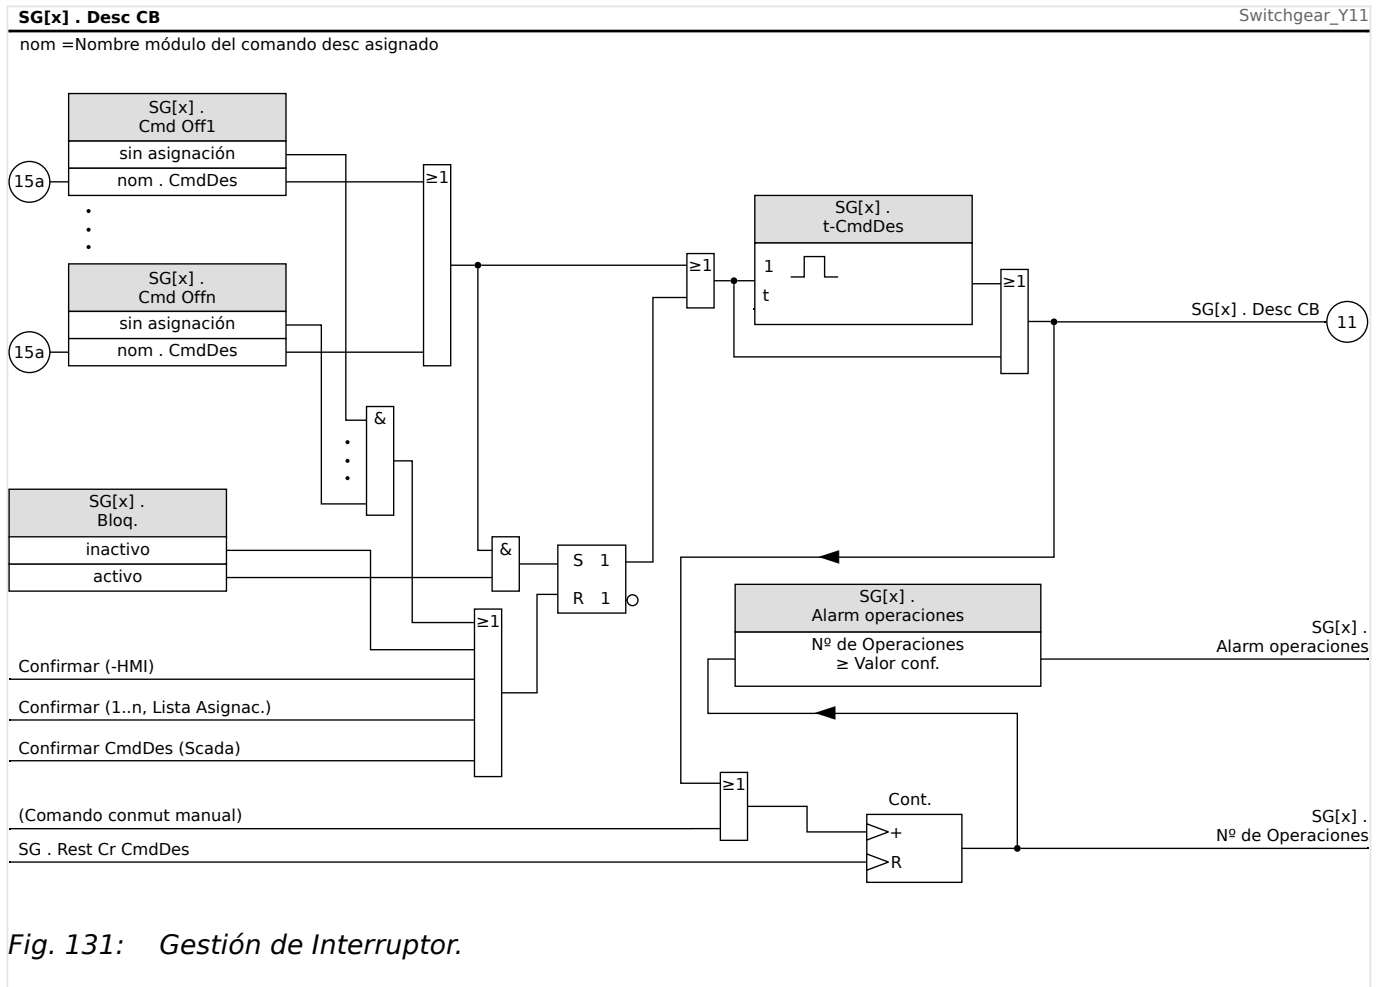 SG[x] . Desc CB
Switchgear_Y11
nom =Nombre módulo del comando desc asignado
SG[x] .
Cmd Off1
sin asignación
15a
nom . CmdDes
≥1
SG[x] .
t-CmdDes
SG[x] .
Cmd Offn
≥1
1
t
≥1
sin asignación
15a
nom . CmdDes
SG[x] . Desc CB
11
&
SG[x] .
Bloq.
inactivo
activo
&
S 1
R 1
≥1
SG[x] .
Alarm operaciones
Nº de Operaciones
≥ Valor conf.
SG[x] .
Alarm operaciones
Confirmar (-HMI)
Confirmar (1..n, Lista Asignac.)
Confirmar CmdDes (Scada)
≥1
(Comando conmut manual)
Cont.
+
R
SG[x] .
Nº de Operaciones
SG . Rest Cr CmdDes
Fig. 131: Gestión de Interruptor.